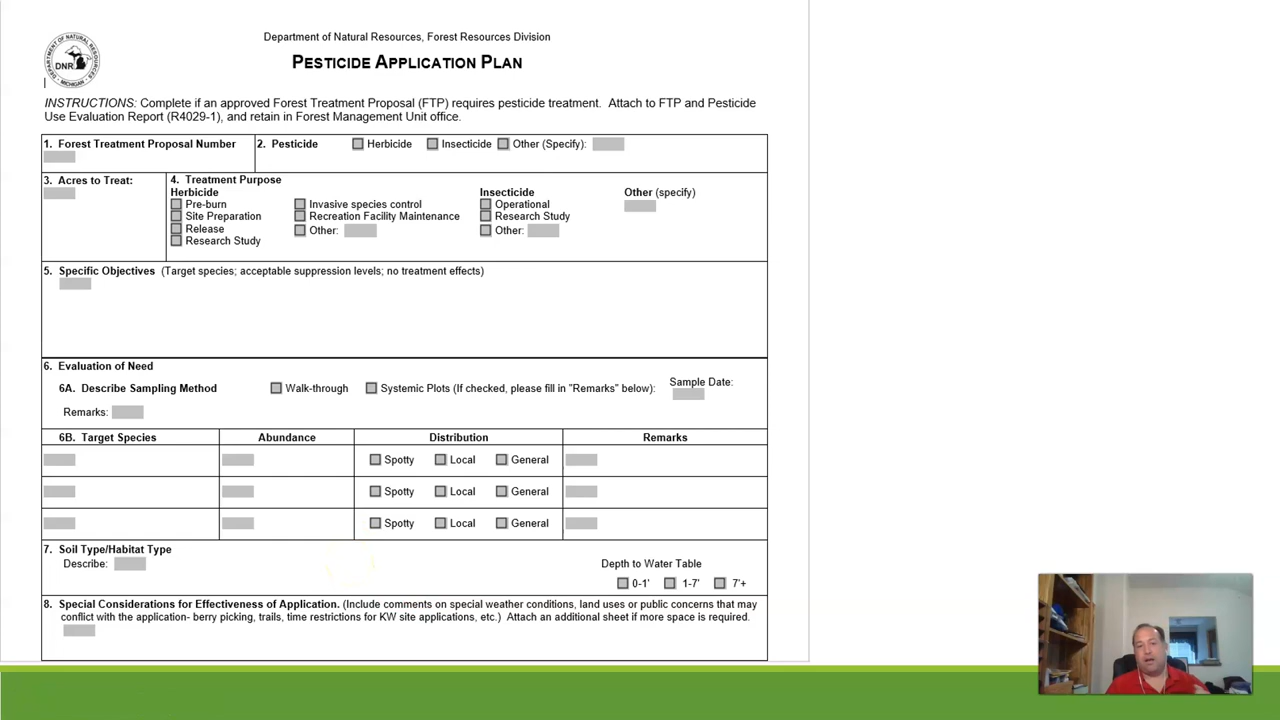 DEPARTMENT OF NATURAL RESOURCES
DNR
MICHIGAN
Department of Natural Resources, Forest Resources Division
PESTICIDE APPLICATION PLAN
INSTRUCTIONS: Complete if an approved Forest Treatment Proposal (FTP) requires pesticide treatment. Attach to FTP and Pesticide
Use Evaluation Report (R4029-1), and retain in Forest Management Unit office.
1. Forest Treatment Proposal Number
2. Pesticide Herbicide Insecticide Other (Specify):
3. Acres to Treat:
4. Treatment Purpose
Herbicide Insecticide Other (specify)
Pre-burn Invasive species control Operational
Site Preparation Recreation Facility Maintenance Research Study
Release Other: Other:
Research Study
5. Specific Objectives (Target species; acceptable suppression levels; no treatment effects)
6. Evaluation of Need
6A. Describe Sampling Method Walk-through Systemic Plots (If checked, please fill in "Remarks" below): Sample Date:
Remarks:
6B. Target Species Abundance Distribution Remarks
Spotty Local General
Spotty Local General
Spotty Local General
7. Soil Type/Habitat Type
Describe: Depth to Water Table
0-1' 1-7' 7'+
8. Special Considerations for Effectiveness of Application. (Include comments on special weather conditions, land uses or public concerns that may
conflict with the application- berry picking, trails, time restrictions for KW site applications, etc.) Attach an additional sheet if more space is required.